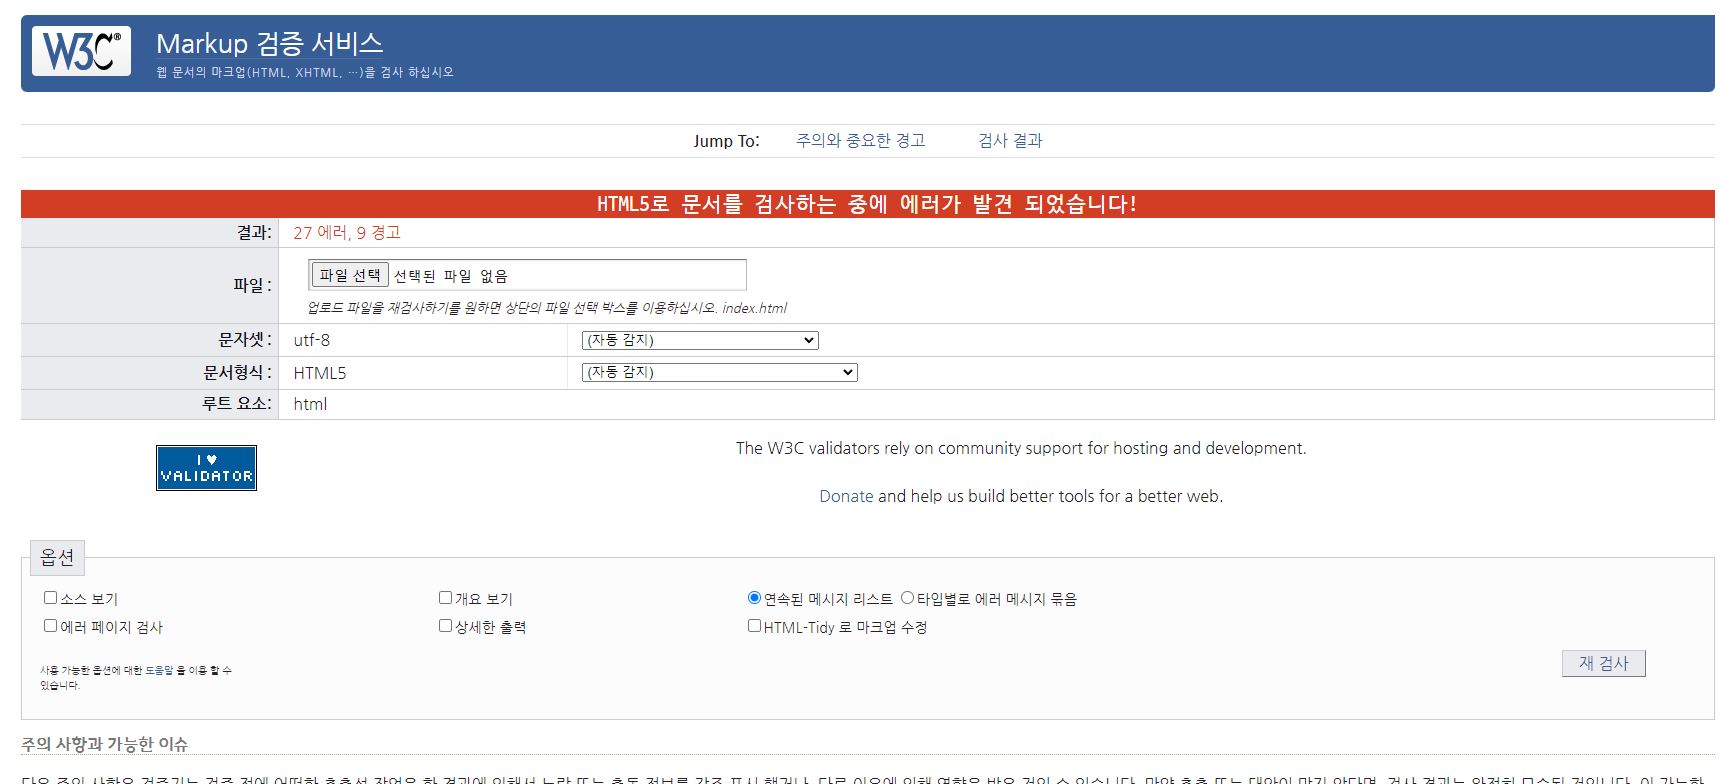 W3C®
Markup 검증 서비스
웹 문서의 마크업(HTML, XHTML, …)을 검사 하십시오
Jump To: 주의와 중요한 경고 검사 결과
HTML5로 문서를 검사하는 중에 에러가 발견 되었습니다!
결과: 27 에러, 9 경고
파일 : 파일 선택 선택된 파일 없음
업로드 파일을 재검사하기를 원하면 상단의 파일 선택 박스를 이용하십시오. index.html
문자셋 : utf-8 (자동 감지)
문서형식 : HTML5 (자동 감지)
루트 요소: html
I ♥
VALIDATOR
The W3C validators rely on community support for hosting and development.
Donate and help us build better tools for a better web.
옵션
소스 보기 개요 보기 연속된 메시지 리스트 타입별로 에러 메시지 묶음
에러 페이지 검사 상세한 출력 HTML-Tidy 로 마크업 수정
사용 가능한 옵션에 대한 도움말 을 이용 할 수
있습니다.
재 검사
주의 사항과 가능한 이슈